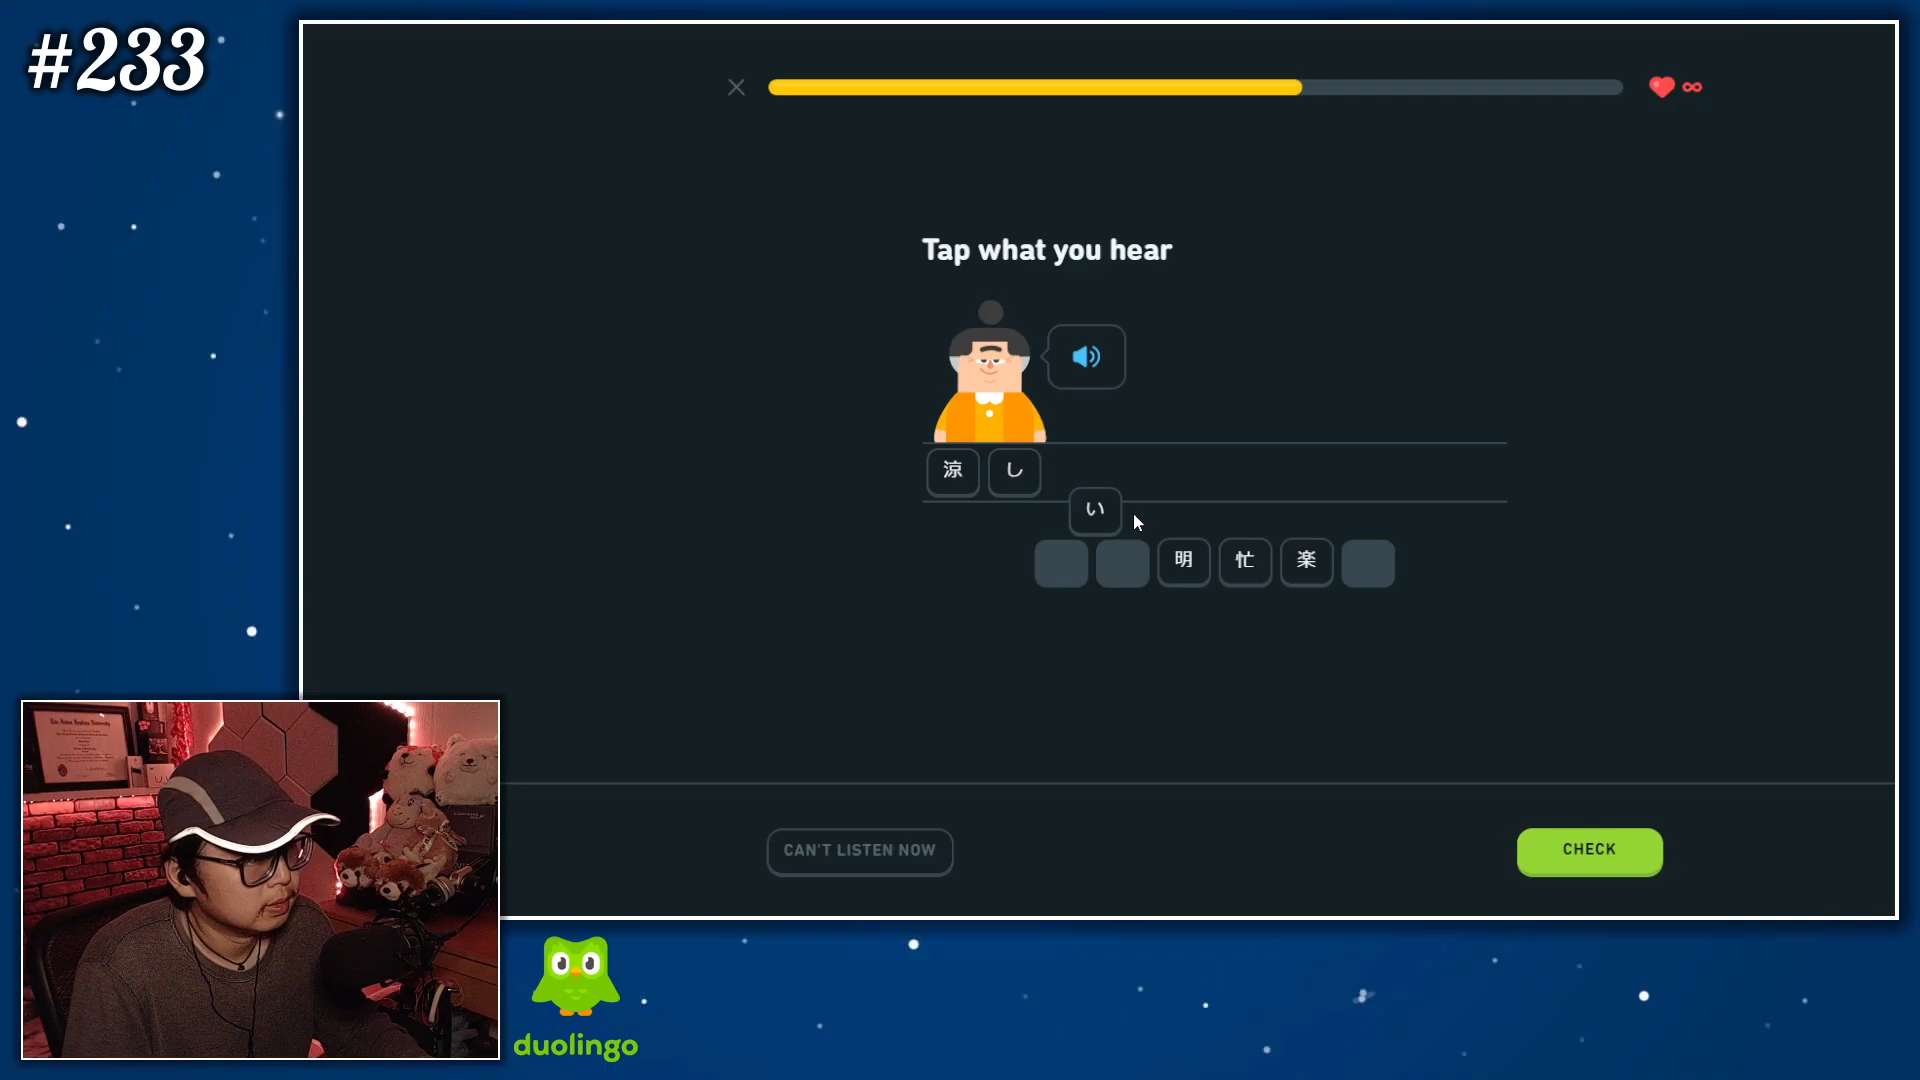 #233
∞
Tap what you hear
涼 し
い
明 忙 楽
CAN'T LISTEN NOW
CHECK
duolingo